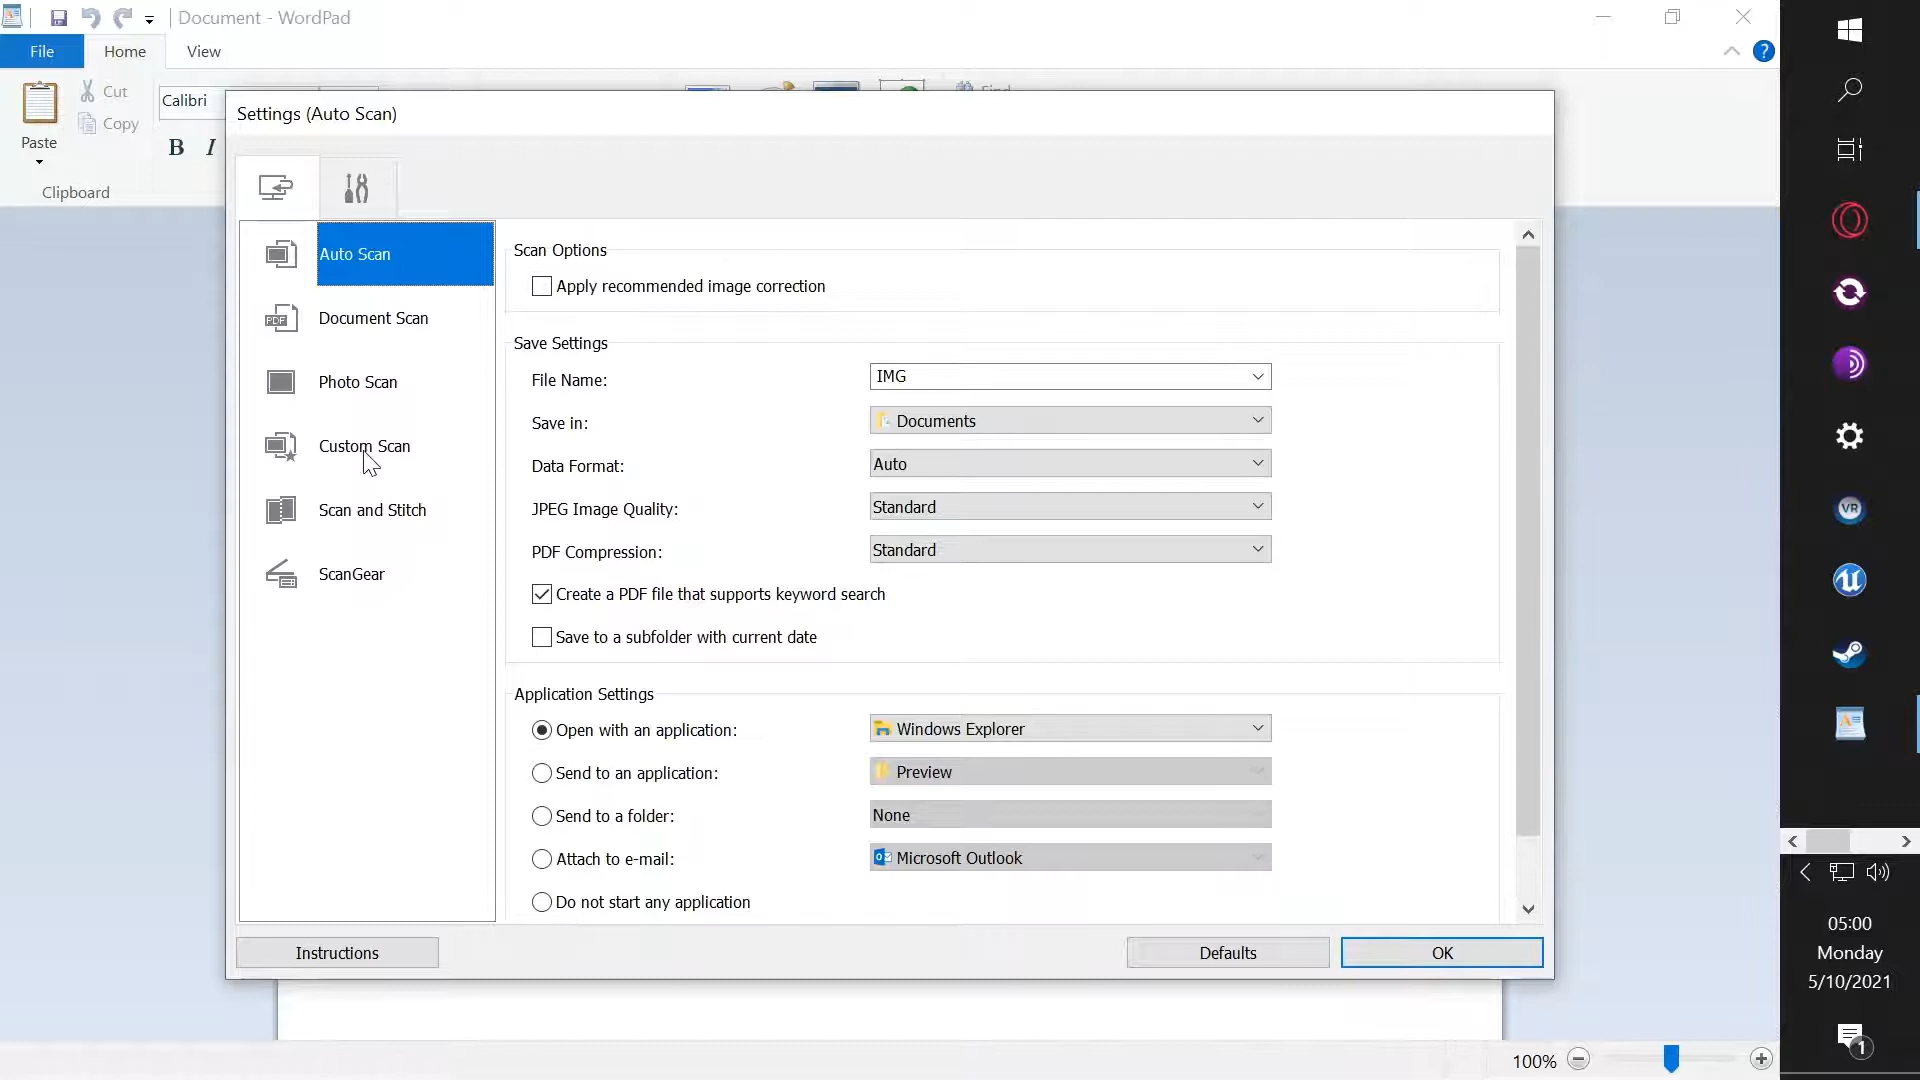 Document - WordPad
File
Home
View
Paste
Cut
Copy
Clipboard
Calibri
B I
Find
Settings (Auto Scan)
Auto Scan
Document Scan
Photo Scan
Custom Scan
Scan and Stitch
ScanGear
PDF
Scan Options
Apply recommended image correction
Save Settings
File Name: IMG
Save in: Documents
Data Format: Auto
JPEG Image Quality: Standard
PDF Compression: Standard
Create a PDF file that supports keyword search
Save to a subfolder with current date
Application Settings
Open with an application: Windows Explorer
Send to an application: Preview
Send to a folder: None
Attach to e-mail: Microsoft Outlook
Do not start any application
Instructions
Defaults
OK
100%
VR
05:00
Monday
5/10/2021
1